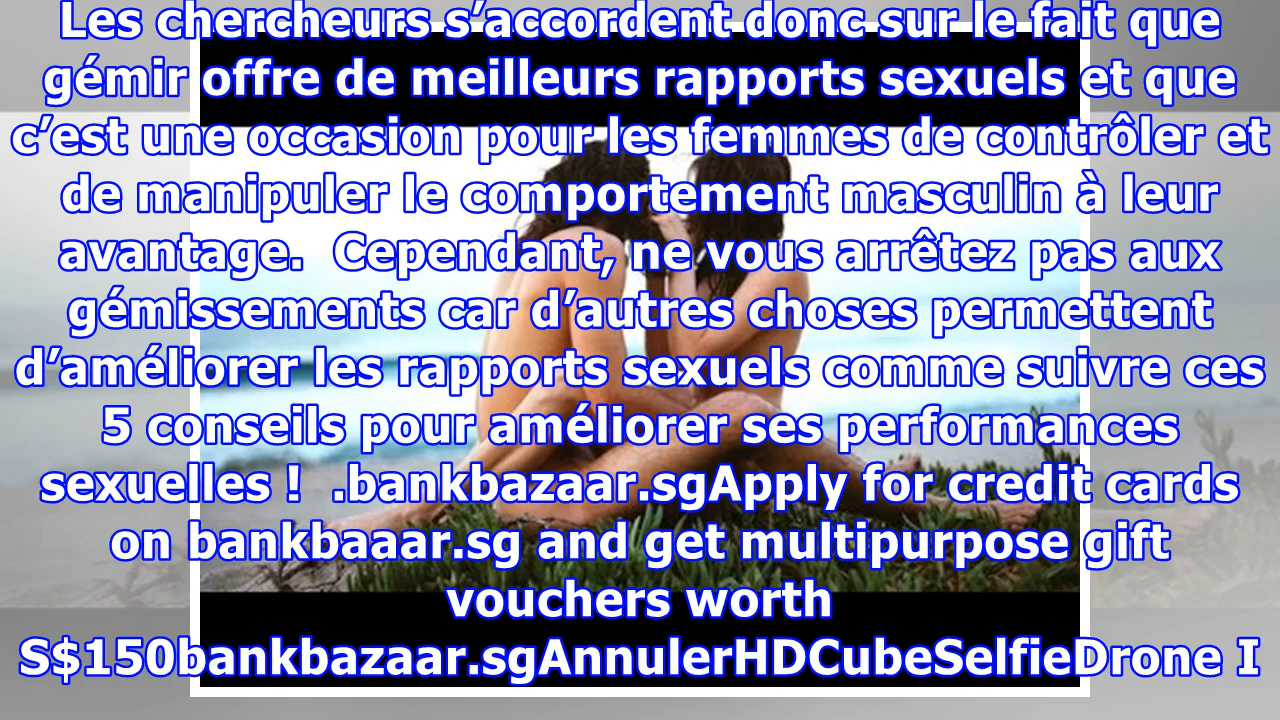 Les chercheurs s’accordent donc sur le fait que
gémir offre de meilleurs rapports sexuels et que
c’est une occasion pour les femmes de contrôler et
de manipuler le comportement masculin à leur
avantage.  Cependant, ne vous arrêtez pas aux
gémissements car d’autres choses permettent
d’améliorer les rapports sexuels comme suivre ces
5 conseils pour améliorer ses performances
sexuelles !  .bankbazaar.sgApply for credit cards
on bankbaaar.sg and get multipurpose gift
vouchers worth
S$150bankbazaar.sgAnnulerHDCubeSelfieDrone I